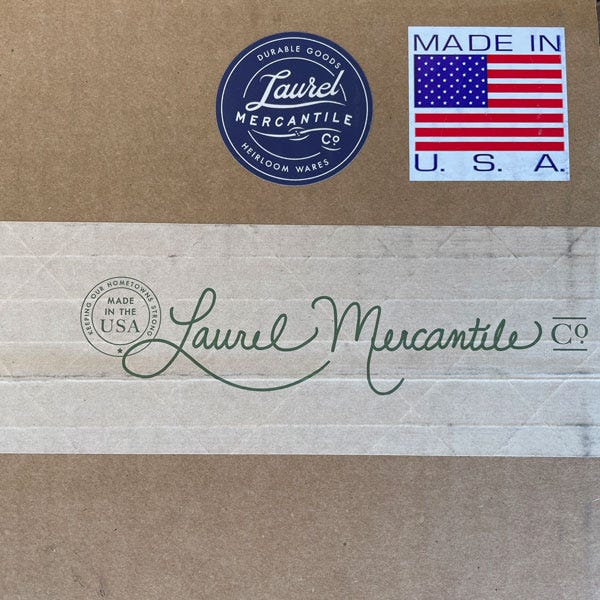 DURABLE GOODS
Laurel
MERCANTILE
Co
HEIRLOOM WARES
MADE IN
U. S. A.
KEEPING OUR HOMETOWNS STRONG
MADE
IN THE
USA
Laurel Mercantile Co.